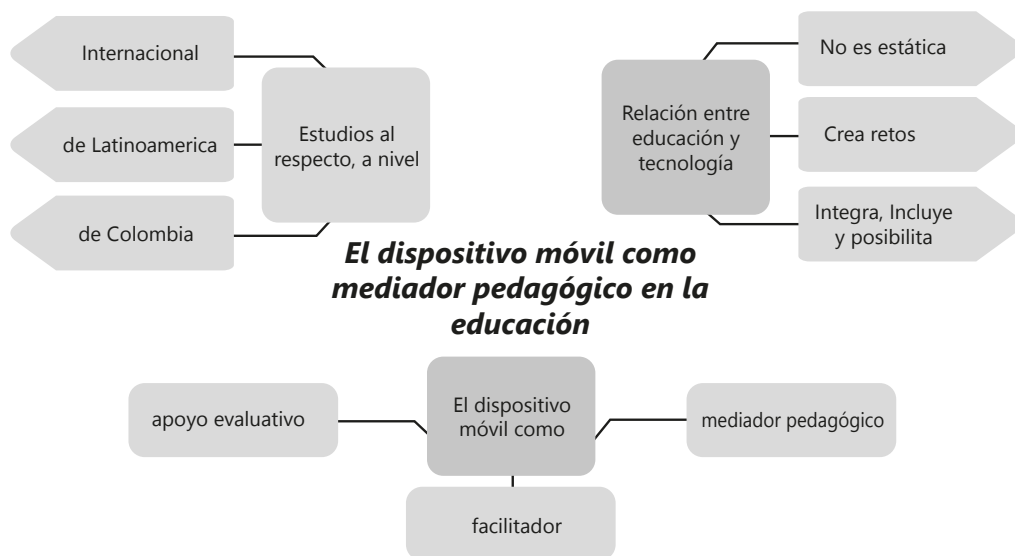 Internacional
de Latinoamerica
de Colombia
Estudios al
respecto, a nivel
Relación entre
educación y
tecnología
No es estática
Crea retos
Integra, Incluye
y posibilita
El dispositivo móvil como
mediador pedagógico en la
educación
apoyo evaluativo
El dispositivo
móvil como
mediador pedagógico
facilitador